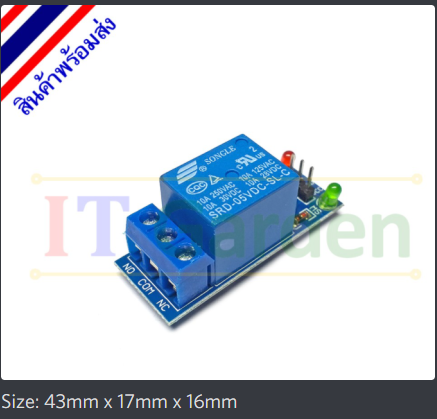 สินค้าพร้อมส่ง
SONGLE
10A 250VAC 10A 125VAC
10A 30VDC 10A 28VDC
SRD-05VDC-SL-C
IT Garden
NO COM NC
Size: 43mm x 17mm x 16mm